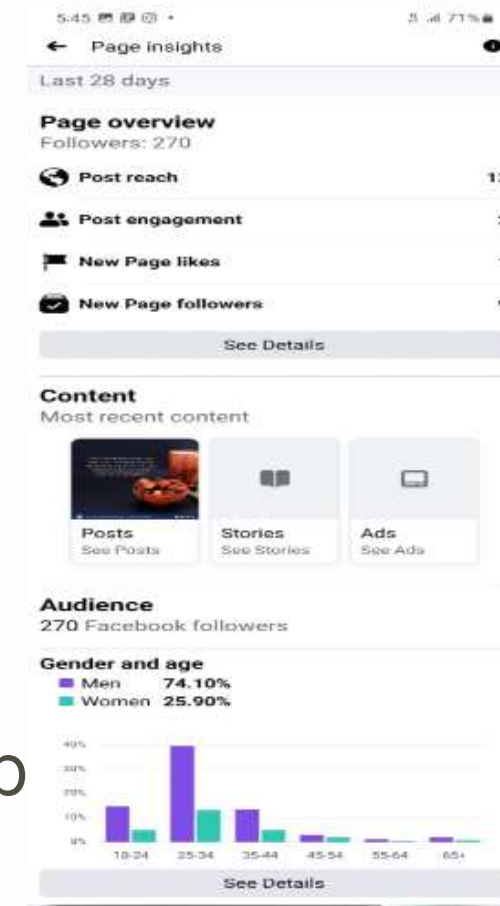 5:45
71%
Page insights
Last 28 days
Page overview
Followers: 270
Post reach
Post engagement
New Page likes
New Page followers
See Details
Content
Most recent content
Posts
See Posts
Stories
See Stories
Ads
See Ads
Audience
270 Facebook followers
Gender and age
Men 74.10%
Women 25.90%
40%
30%
20%
10%
0%
18-24 25-34 35-44 45-54 55-64 65+
See Details